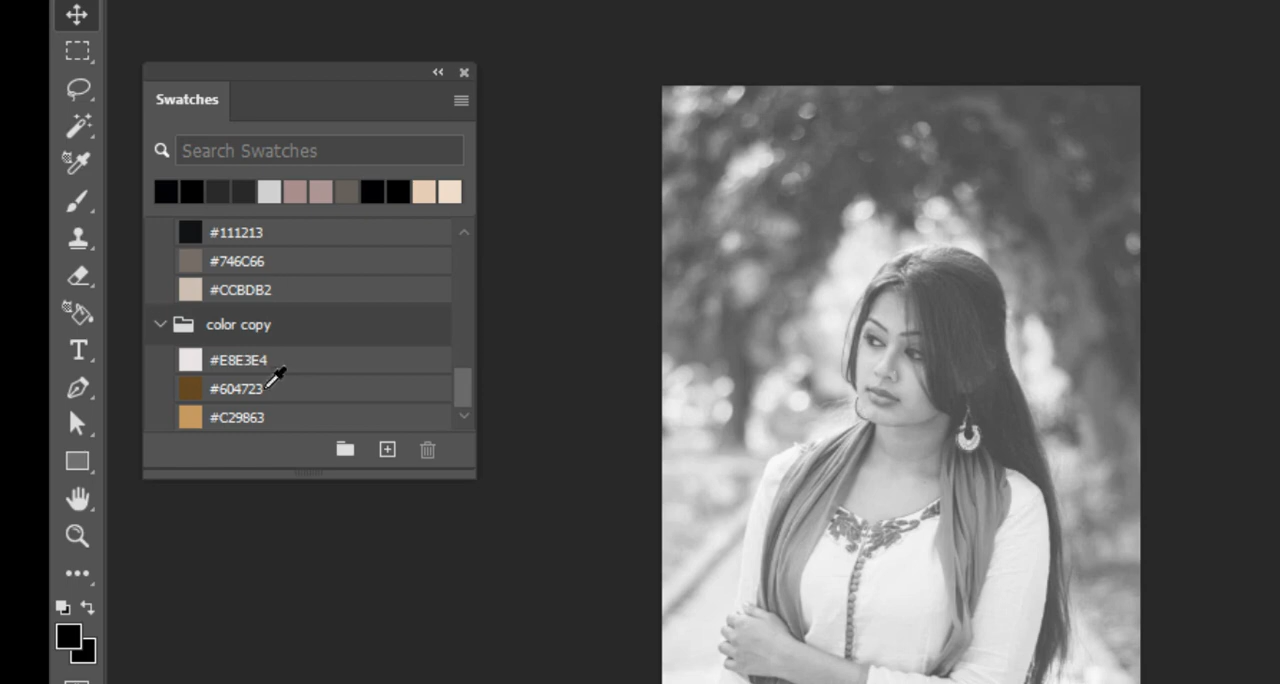 Swatches
Search Swatches
#111213
#746C66
#CCBDB2
color copy
#E8E3E4
#604723
#C29863